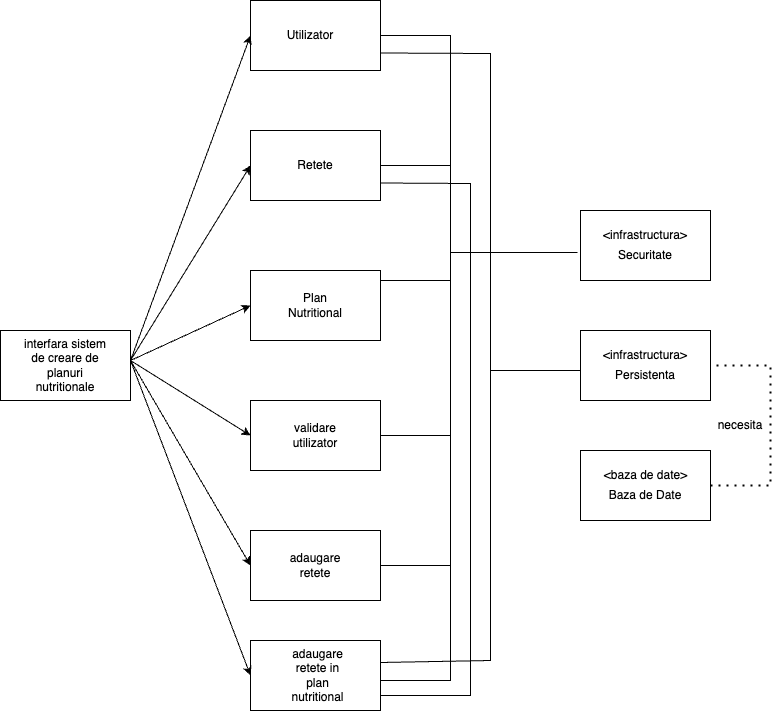 Utilizator
Retete
Plan
Nutritional
interfara sistem
de creare de
planuri
nutritionale
validare
utilizator
adaugare
retete
adaugare
retete in
plan
nutritional
<infrastructura>
Securitate
<infrastructura>
Persistenta
necesita
<baza de date>
Baza de Date